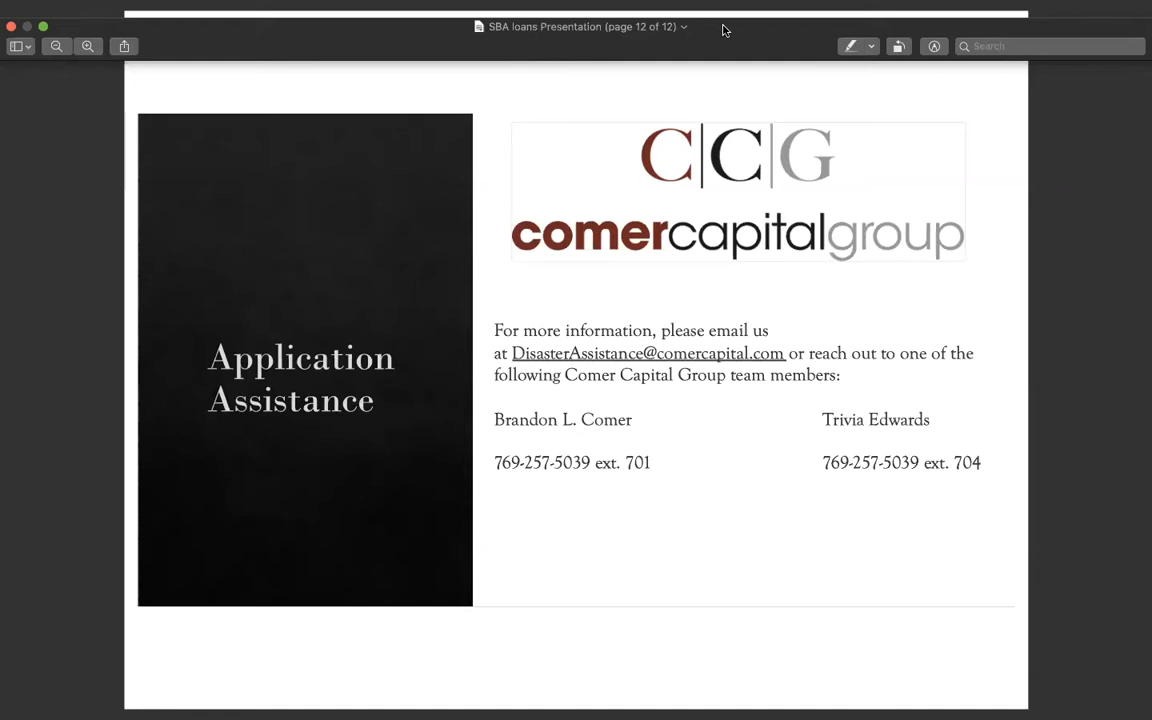 SBA loans Presentation (page 12 of 12)
Search
C|C|G
comercapitalgroup
Application
Assistance
For more information, please email us
at DisasterAssistance@comercapital.com or reach out to one of the
following Comer Capital Group team members:
Brandon L. Comer Trivia Edwards
769-257-5039 ext. 701 769-257-5039 ext. 704